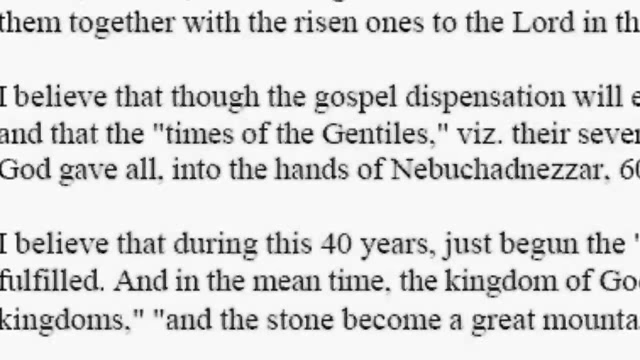 them together with the risen ones to the Lord in th
I believe that though the gospel dispensation will e
and that the "times of the Gentiles," viz. their seven
God gave all, into the hands of Nebuchadnezzar, 60
I believe that during this 40 years, just begun the "
fulfilled. And in the mean time, the kingdom of Go
kingdoms," "and the stone become a great mounta